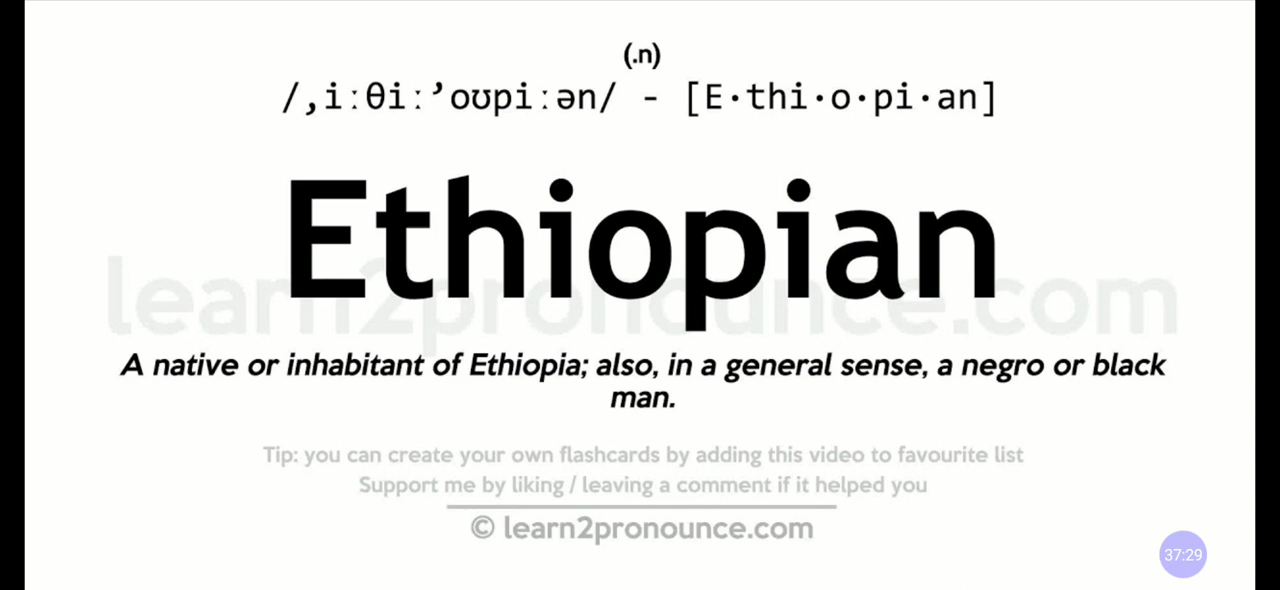 (.n)
/,iːθiː’oʊpiːən/ - [E·thi·o·pi·an]
Ethiopian
learn2pronounce.com
A native or inhabitant of Ethiopia; also, in a general sense, a negro or black
man.
Tip: you can create your own flashcards by adding this video to favourite list
Support me by liking / leaving a comment if it helped you
© learn2pronounce.com
37:29